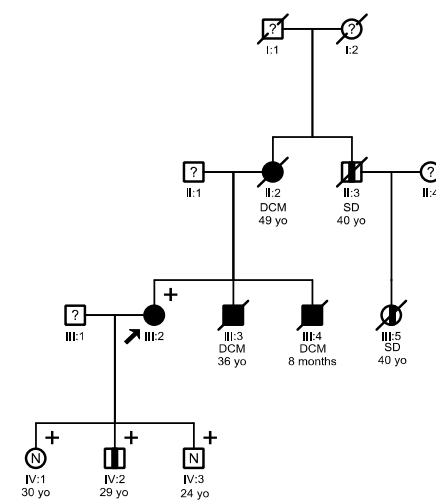 ? ?
I:1 I:2
? ?
II:1 II:2 II:3 II:4
DCM SD
49 yo 40 yo
+
?
III:1 III:2 III:3 III:4 III:5
DCM DCM SD
36 yo 8 months 40 yo
+ + +
N N
IV:1 IV:2 IV:3
30 yo 29 yo 24 yo